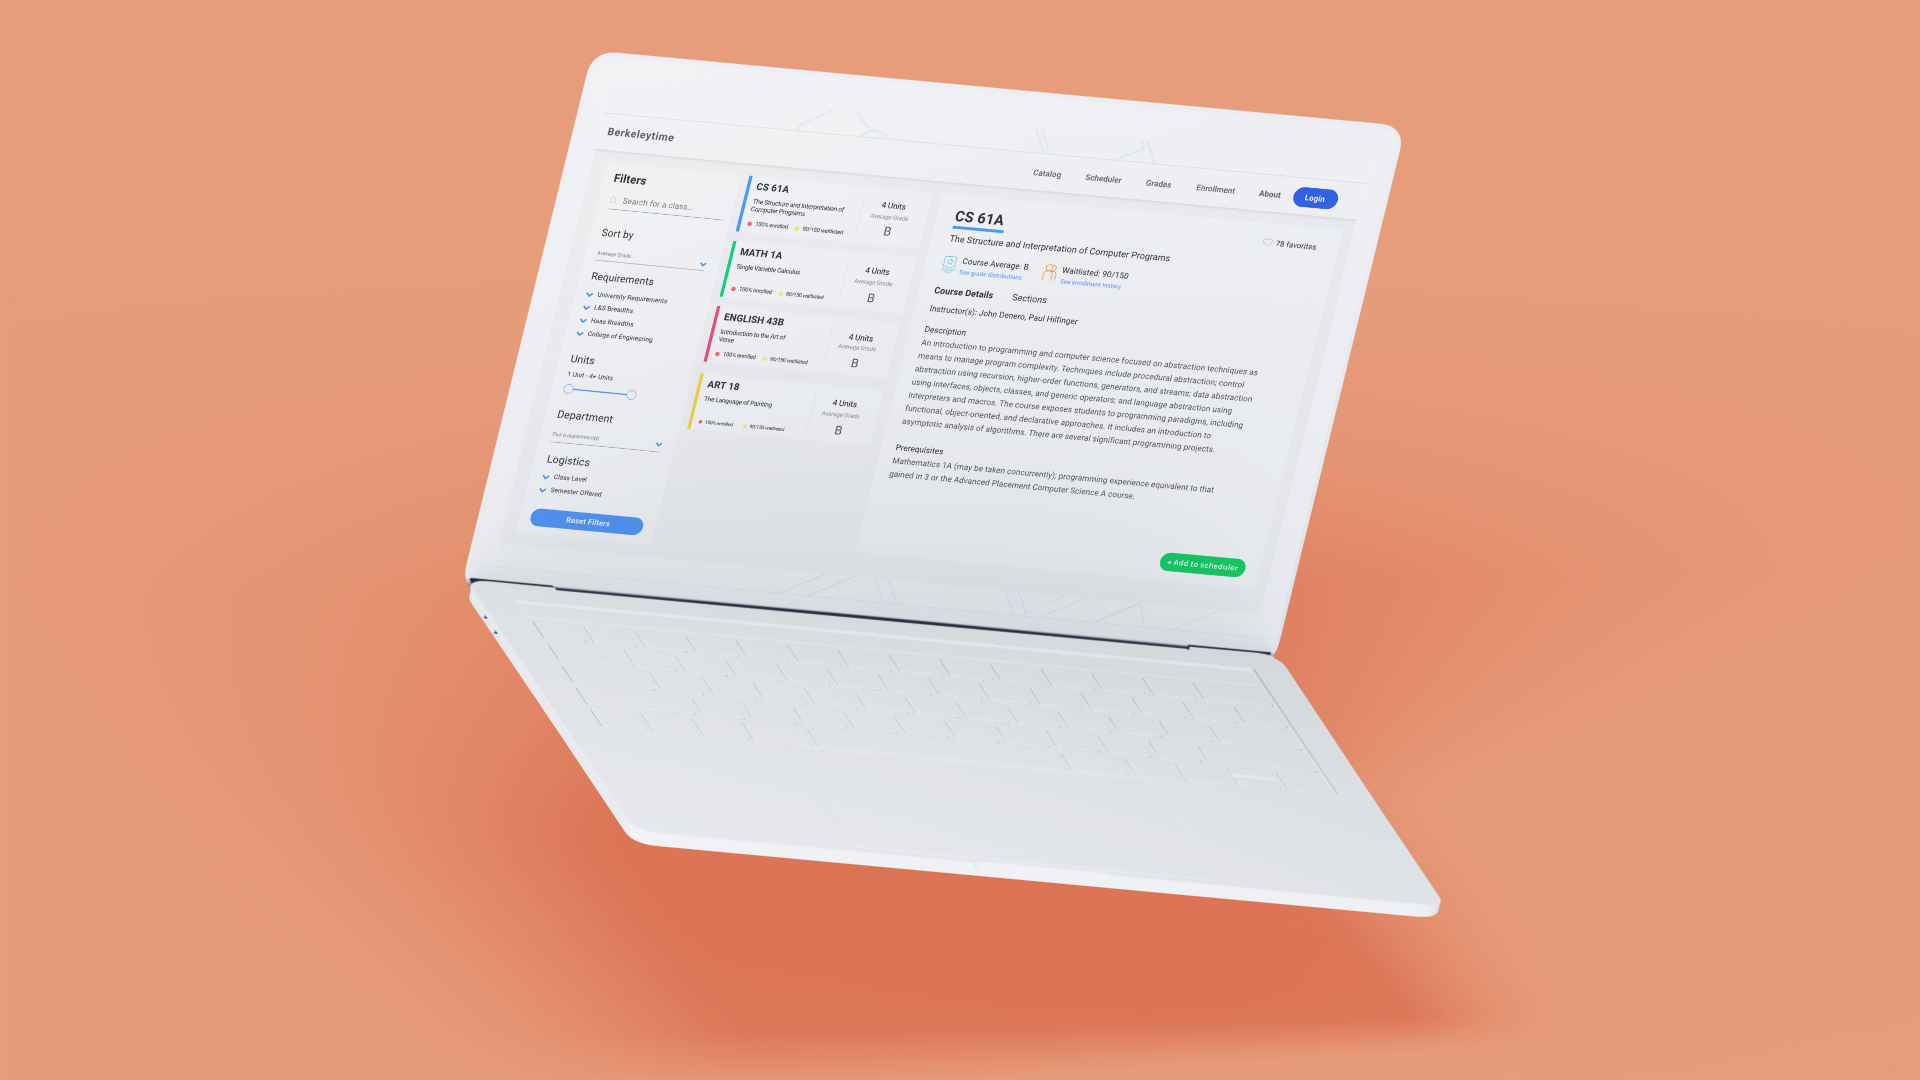 Berkeleytime
Catalog
Scheduler
Grades
Enrollment
About
Login
Filters
Search for a class...
Sort by
Average Grade
Requirements
University Requirements
L&S Breadths
Haas Breadths
College of Engineering
Units
1 Unit - 4+ Units
Department
Pick a department(s)
Logistics
Class Level
Semester Offered
Reset Filters
CS 61A
The Structure and Interpretation of
Computer Programs
100% enrolled
90/150 waitlisted
4 Units
Average Grade
B
MATH 1A
Single Variable Calculus
100% enrolled
90/150 waitlisted
4 Units
Average Grade
B
ENGLISH 43B
Introduction to the Art of
Verse
100% enrolled
90/150 waitlisted
4 Units
Average Grade
B
ART 18
The Language of Painting
100% enrolled
90/150 waitlisted
4 Units
Average Grade
B
CS 61A
78 favorites
The Structure and Interpretation of Computer Programs
Course Average: B
See grade distributions
Waitlisted: 90/150
See enrollment history
Course Details
Sections
Instructor(s): John Denero, Paul Hilfinger
Description
An introduction to programming and computer science focused on abstraction techniques as
means to manage program complexity. Techniques include procedural abstraction; control
abstraction using recursion, higher-order functions, generators, and streams; data abstraction
using interfaces, objects, classes, and generic operators; and language abstraction using
interpreters and macros. The course exposes students to programming paradigms, including
functional, object-oriented, and declarative approaches. It includes an introduction to
asymptotic analysis of algorithms. There are several significant programming projects.
Prerequisites
Mathematics 1A (may be taken concurrently); programming experience equivalent to that
gained in 3 or the Advanced Placement Computer Science A course.
+ Add to scheduler